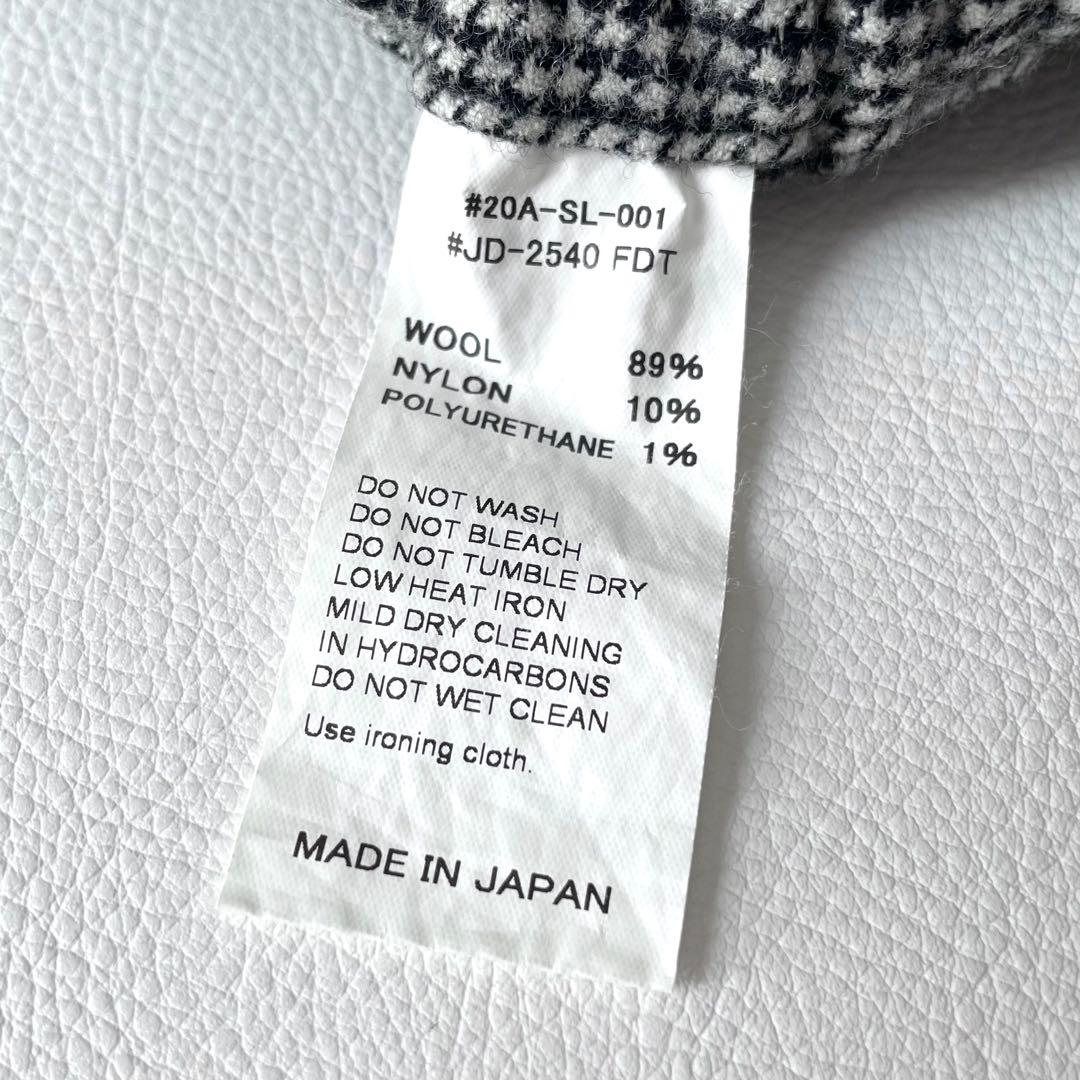 #20A-SL-001
#JD-2540 FDT
WOOL 89%
NYLON 10%
POLYURETHANE 1%
DO NOT WASH
DO NOT BLEACH
DO NOT TUMBLE DRY
LOW HEAT IRON
MILD DRY CLEANING
IN HYDROCARBONS
DO NOT WET CLEAN
Use ironing cloth.
MADE IN JAPAN